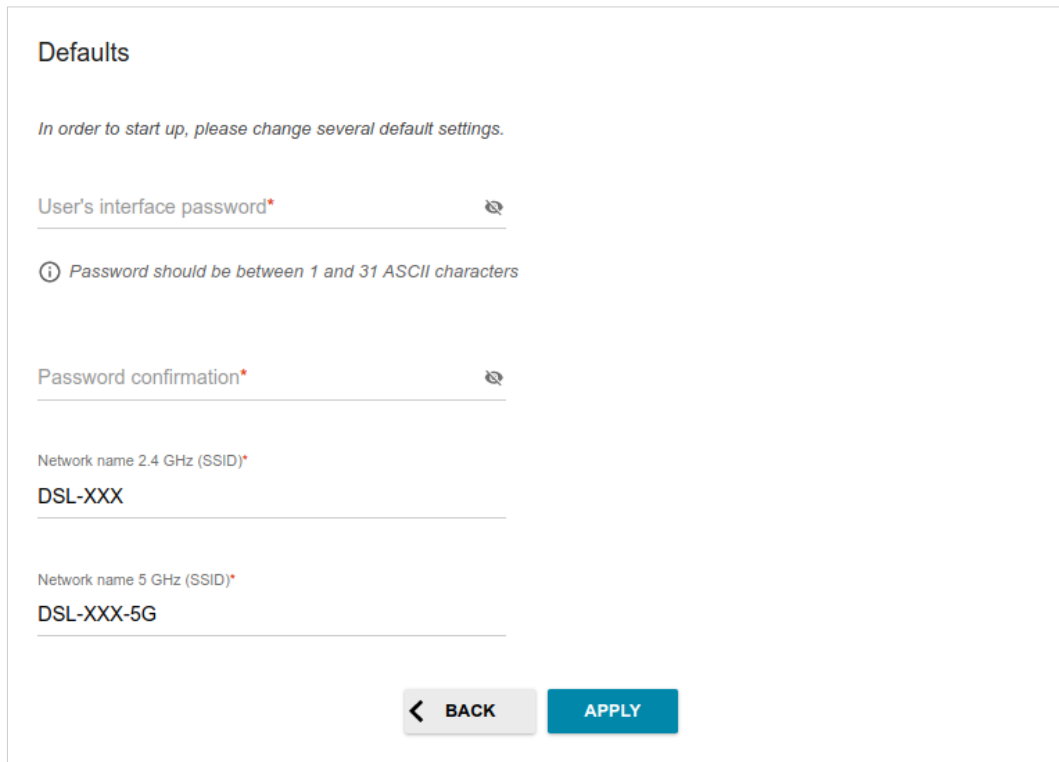 Defaults
In order to start up, please change several default settings.
User's interface password*
Password should be between 1 and 31 ASCII characters
Password confirmation*
Network name 2.4 GHz (SSID)*
DSL-XXX
Network name 5 GHz (SSID)*
DSL-XXX-5G
BACK
APPLY